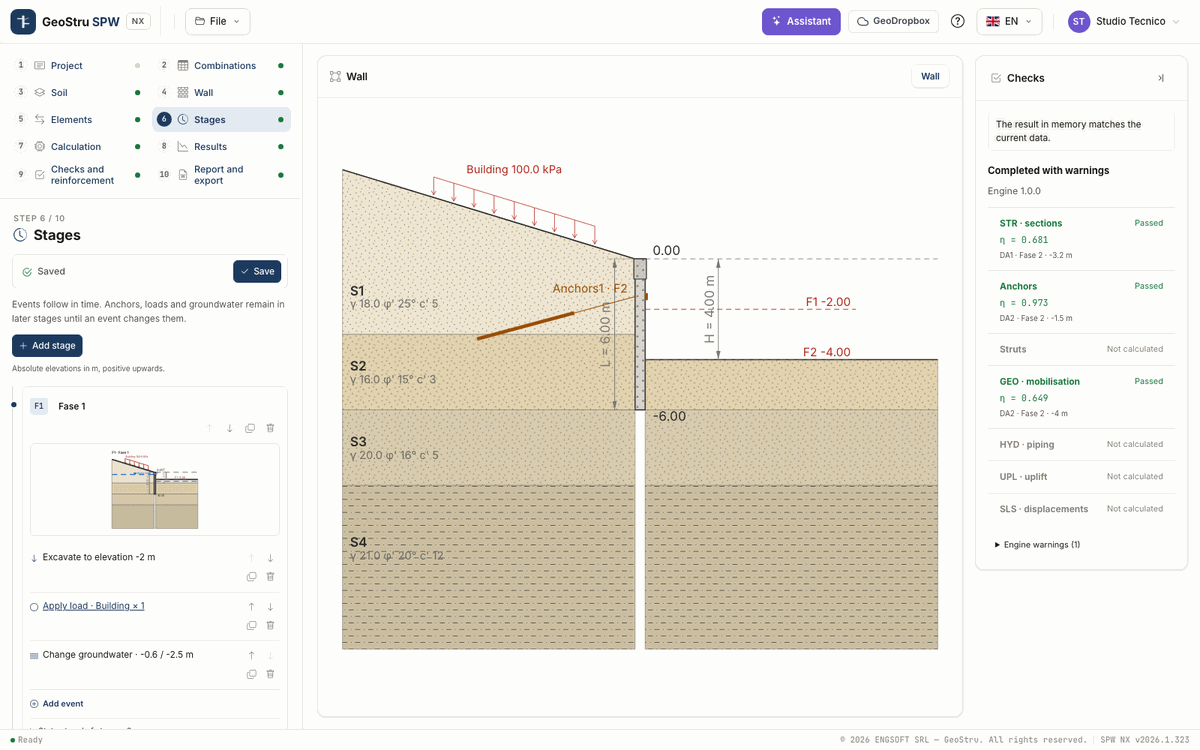 GeoStru SPW NX
File
Assistant
GeoDropbox
EN
ST Studio Tecnico
1 Project
2 Combinations
3 Soil
4 Wall
5 Elements
6 Stages
7 Calculation
8 Results
9 Checks and
reinforcement
10 Report and
export
STEP 6 / 10
Stages
Saved
Save
Events follow in time. Anchors, loads and groundwater remain in
later stages until an event changes them.
Add stage
Absolute elevations in m, positive upwards.
F1 Fase 1
Excavate to elevation -2 m
Apply load · Building × 1
Change groundwater · -0.6 / -2.5 m
Add event
Wall
Wall
Building 100.0 kPa
0.00
S1
γ 18.0 φ' 25° c' 5
Anchors1 · F2
L = 6.00 m
H = 4.00 m
F1 -2.00
F2 -4.00
S2
γ 16.0 φ' 15° c' 3
-6.00
S3
γ 20.0 φ' 16° c' 5
S4
γ 21.0 φ' 20° c' 12
Checks
The result in memory matches the
current data.
Completed with warnings
Engine 1.0.0
STR · sections Passed
η = 0.681
DA1 · Fase 2 · -3.2 m
Anchors Passed
η = 0.973
DA2 · Fase 2 · -1.5 m
Struts Not calculated
GEO · mobilisation Passed
η = 0.649
DA2 · Fase 2 · -4 m
HYD · piping Not calculated
UPL · uplift Not calculated
SLS · displacements Not calculated
Engine warnings (1)
Ready
© 2026 ENGSOFT SRL — GeoStru. All rights reserved. SPW NX v2026.1.323